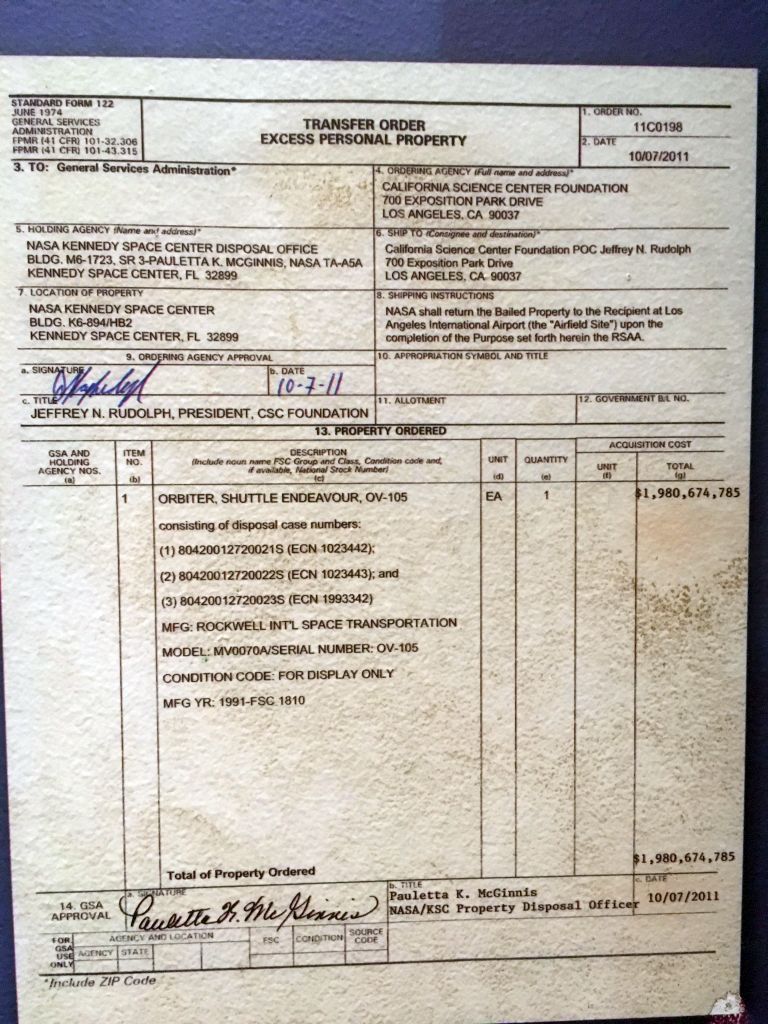 STANDARD FORM 122
JUNE 1974
GENERAL SERVICES
ADMINISTRATION
FPMR (41 CFR) 101-32.306
FPMR (41 CFR) 101-43.315
TRANSFER ORDER
EXCESS PERSONAL PROPERTY
1. ORDER NO.
11C0198
2. DATE
10/07/2011
3. TO: General Services Administration*
4. ORDERING AGENCY (Full name and address)*
CALIFORNIA SCIENCE CENTER FOUNDATION
700 EXPOSITION PARK DRIVE
LOS ANGELES, CA 90037
5. HOLDING AGENCY (Name and address)*
NASA KENNEDY SPACE CENTER DISPOSAL OFFICE
BLDG. M6-1723, SR 3-PAULETTA K. MCGINNIS, NASA TA-A5A
KENNEDY SPACE CENTER, FL 32899
6. SHIP TO (Consignee and destination)*
California Science Center Foundation POC Jeffrey N. Rudolph
700 Exposition Park Drive
LOS ANGELES, CA 90037
7. LOCATION OF PROPERTY
NASA KENNEDY SPACE CENTER
BLDG. K6-894/HB2
KENNEDY SPACE CENTER, FL 32899
8. SHIPPING INSTRUCTIONS
NASA shall return the Bailed Property to the Recipient at Los
Angeles International Airport (the "Airfield Site") upon the
completion of the Purpose set forth herein the RSAA.
9. ORDERING AGENCY APPROVAL
a. SIGNATURE
b. DATE
10-7-11
c. TITLE
JEFFREY N. RUDOLPH, PRESIDENT, CSC FOUNDATION
10. APPROPRIATION SYMBOL AND TITLE
11. ALLOTMENT
12. GOVERNMENT B/L NO.
13. PROPERTY ORDERED
GSA AND
HOLDING
AGENCY NOS.
(a)
ITEM
NO.
(b)
DESCRIPTION
(Include noun name FSC Group and Class, Condition code and,
if available, National Stock Number)
(c)
UNIT
(d)
QUANTITY
(e)
ACQUISITION COST
UNIT
(f)
TOTAL
(g)
1 ORBITER, SHUTTLE ENDEAVOUR, OV-105 EA 1 $1,980,674,785
consisting of disposal case numbers:
(1) 80420012720021S (ECN 1023442);
(2) 80420012720022S (ECN 1023443); and
(3) 80420012720023S (ECN 1993342)
MFG: ROCKWELL INT'L SPACE TRANSPORTATION
MODEL: MV0070A/SERIAL NUMBER: OV-105
CONDITION CODE: FOR DISPLAY ONLY
MFG YR: 1991-FSC 1810
Total of Property Ordered $1,980,674,785
14. GSA
APPROVAL
a. SIGNATURE
Pauletta K. McGinnis
b. TITLE
Pauletta K. McGinnis
NASA/KSC Property Disposal Officer
c. DATE
10/07/2011
FOR
GSA
USE
ONLY
AGENCY AND LOCATION
AGENCY STATE
FSC
CONDITION
SOURCE
CODE
*Include ZIP Code